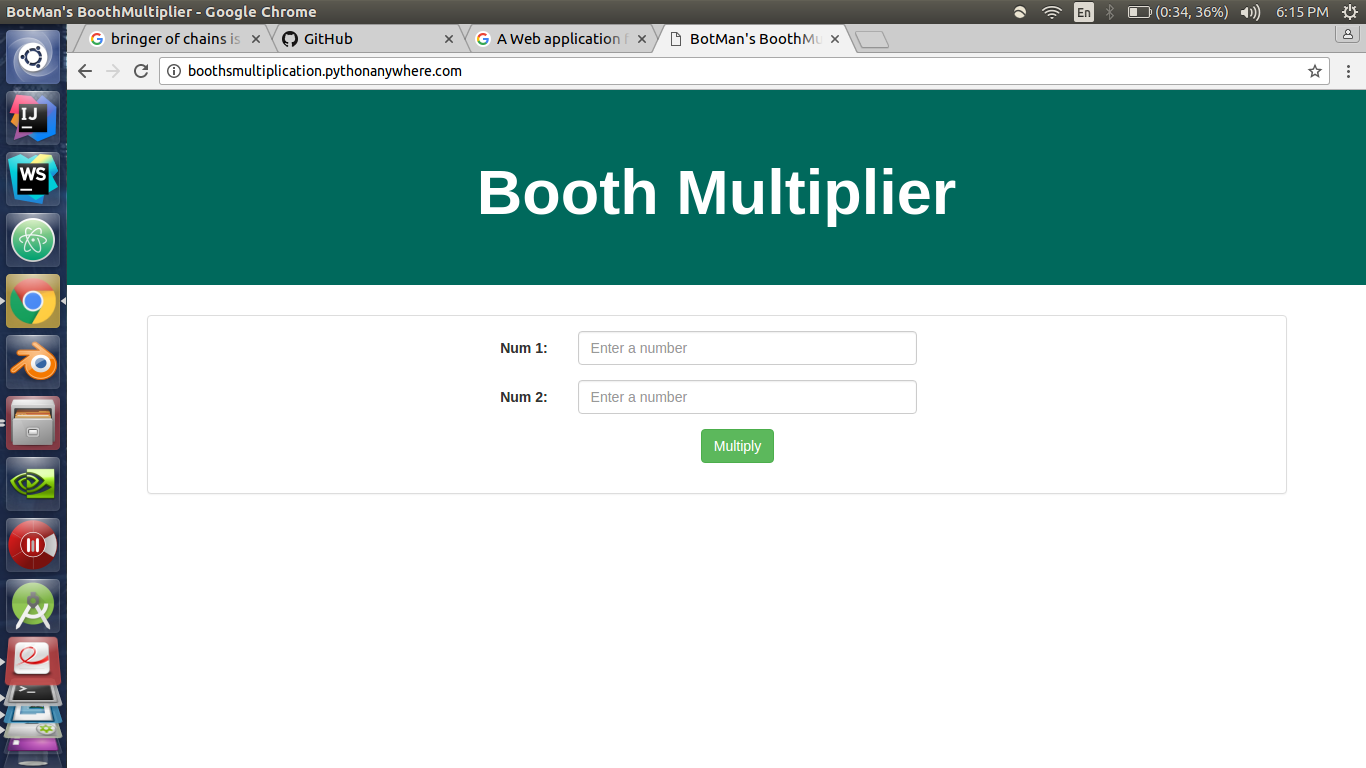 BotMan's BoothMultiplier - Google Chrome
En
(0:34, 36%)
6:15 PM
bringer of chains is
GitHub
A Web application f
BotMan's BoothMu
boothsmultiplication.pythonanywhere.com
Booth Multiplier
Num 1:
Enter a number
Num 2:
Enter a number
Multiply
IJ
WS